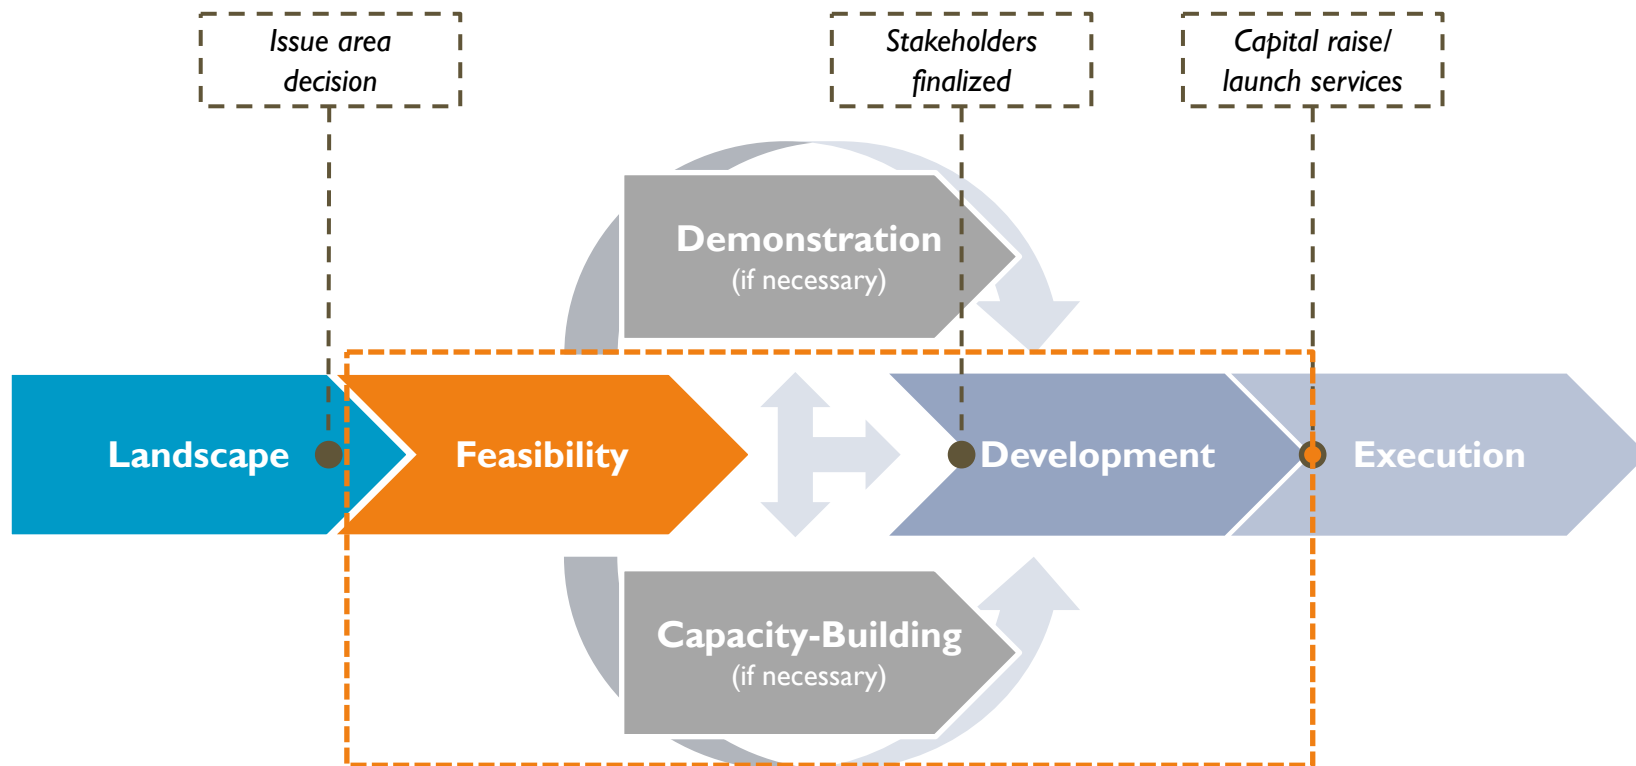 Issue area
decision
Stakeholders
finalized
Capital raise/
launch services
Demonstration
(if necessary)
Landscape
Feasibility
Development
Execution
Capacity-Building
(if necessary)